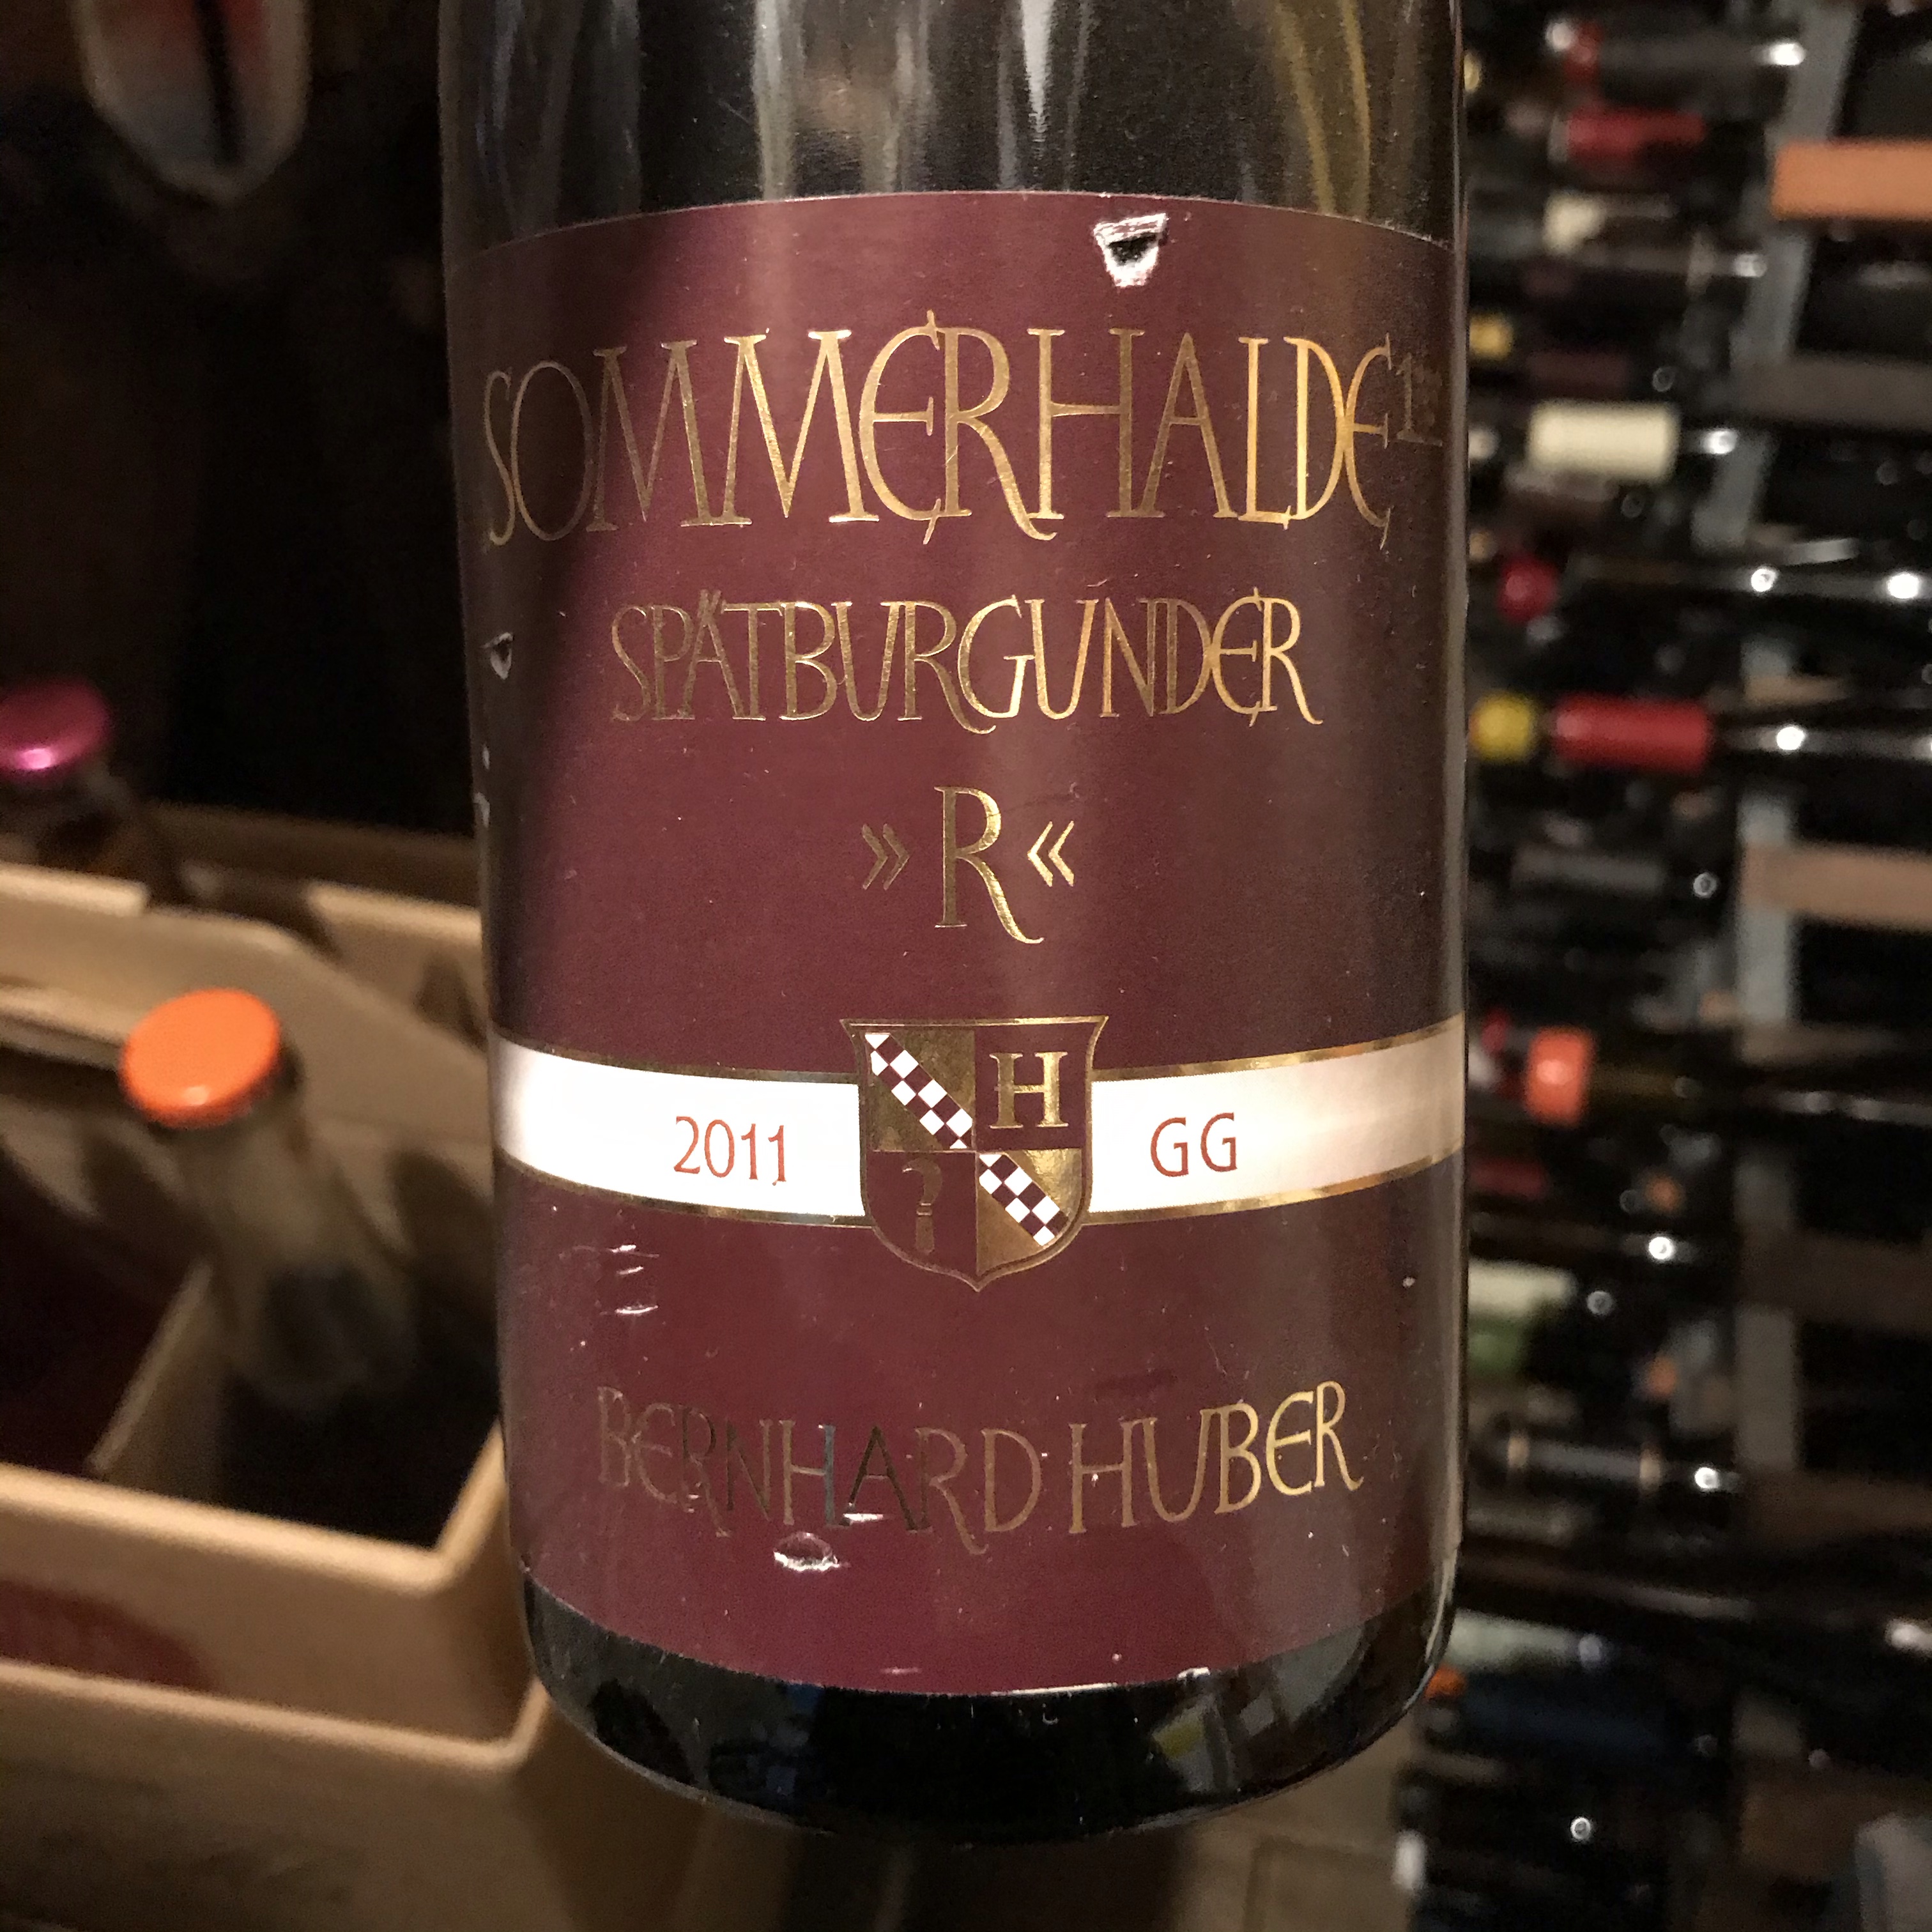 SOMMERHALDE
SPÄTBURGUNDER
»R«
H
2011 GG
BERNHARD HUBER